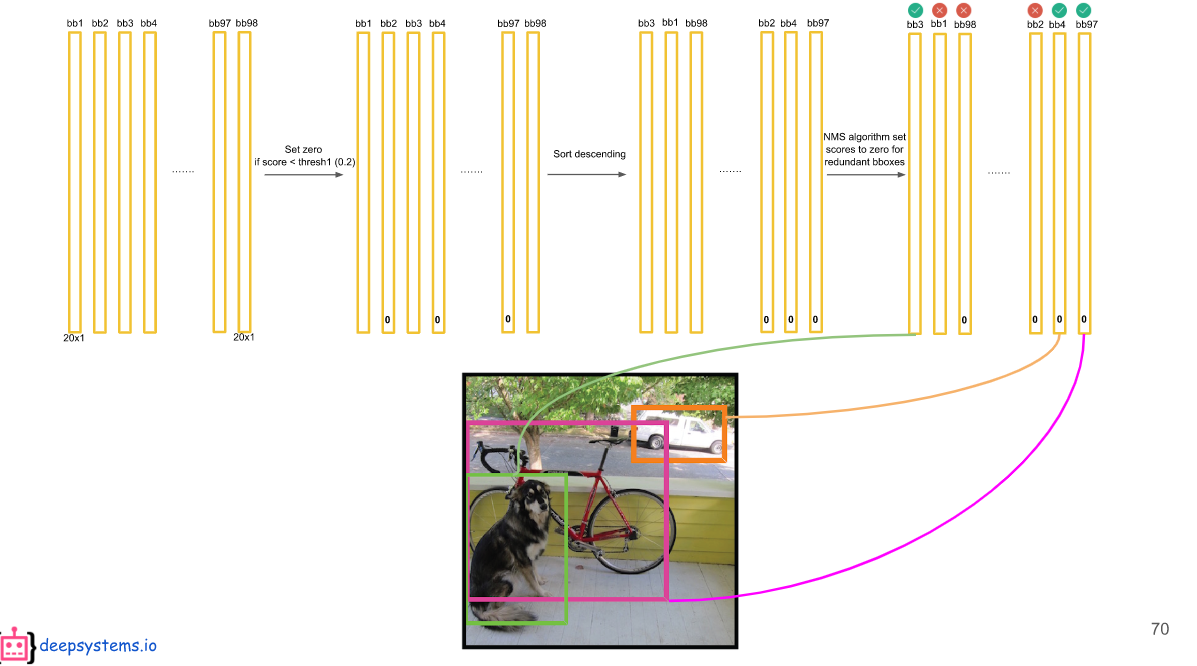 bb1 bb2 bb3 bb4 bb97 bb98
bb1 bb2 bb3 bb4 bb97 bb98
bb3 bb1 bb98 bb2 bb4 bb97
bb3 bb1 bb98 bb2 bb4 bb97
.......
Set zero
if score < thresh1 (0.2)
.......
Sort descending
.......
NMS algorithm set
scores to zero for
redundant bboxes
.......
0 0 0
0 0 0
0 0 0 0
20x1 20x1
deepsystems.io
70